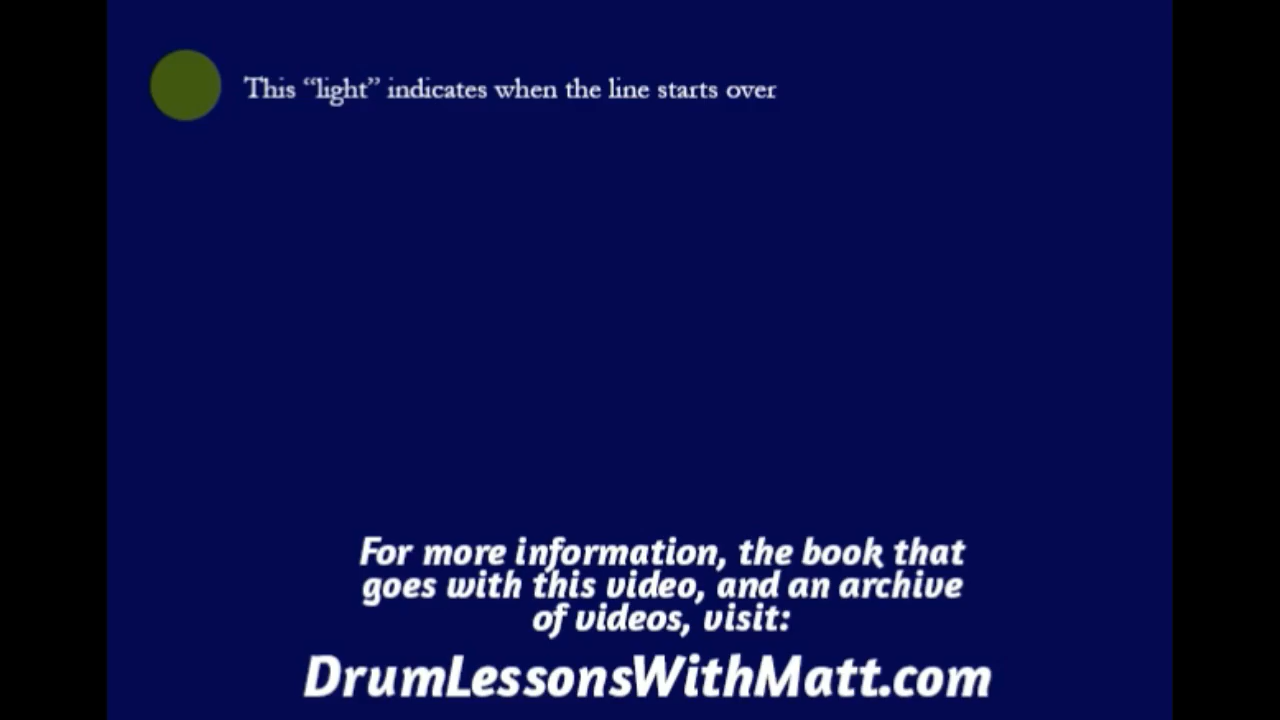 This “light” indicates when the line starts over
For more information, the book that
goes with this video, and an archive
of videos, visit:
DrumLessonsWithMatt.com